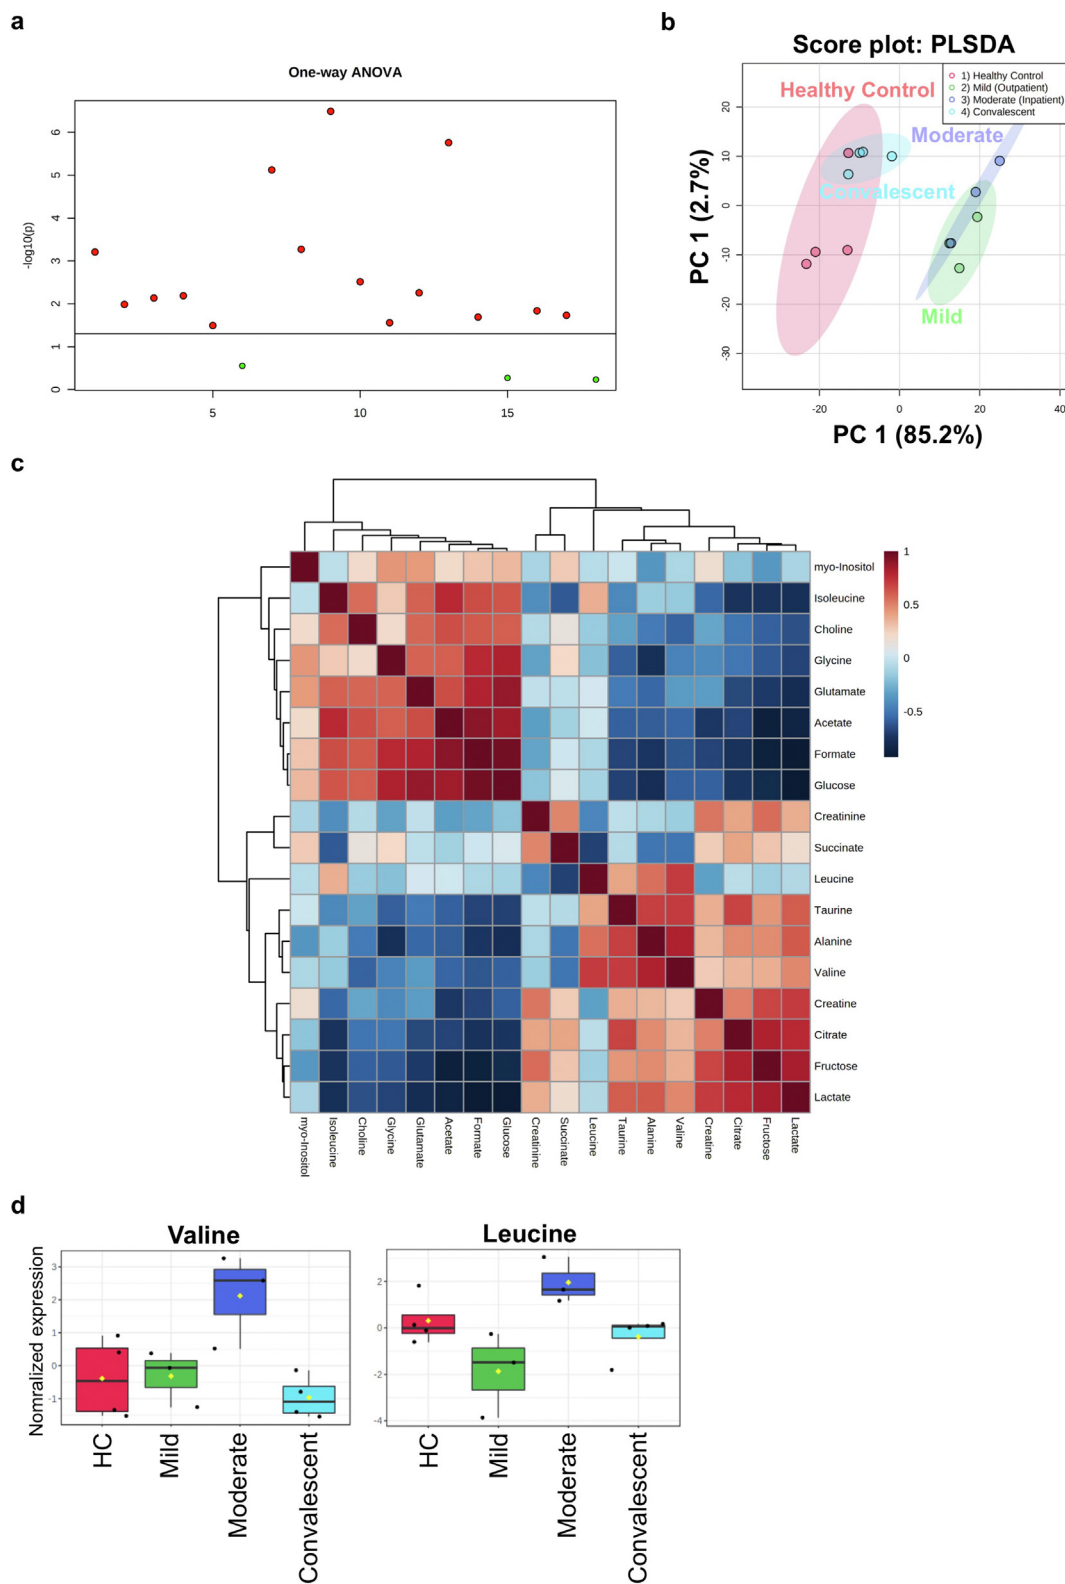 a
One-way ANOVA
-log10(p)
6
5
4
3
2
1
0
5
10
15
b
Score plot: PLSDA
1) Healthy Control
2) Mild (Outpatient)
3) Moderate (Inpatient)
4) Convalescent
Healthy Control
Moderate
Convalescent
Mild
PC 1 (2.7%)
20
10
0
-10
-20
-30
-20
0
20
40
PC 1 (85.2%)
c
myo-Inositol
Isoleucine
Choline
Glycine
Glutamate
Acetate
Formate
Glucose
Creatinine
Succinate
Leucine
Taurine
Alanine
Valine
Creatine
Citrate
Fructose
Lactate
1
0.5
0
-0.5
myo-Inositol
Isoleucine
Choline
Glycine
Glutamate
Acetate
Formate
Glucose
Creatinine
Succinate
Leucine
Taurine
Alanine
Valine
Creatine
Citrate
Fructose
Lactate
d
Valine
Nomralized expression
3
2
1
0
-1
HC
Mild
Moderate
Convalescent
Leucine
2
0
-2
-4
HC
Mild
Moderate
Convalescent